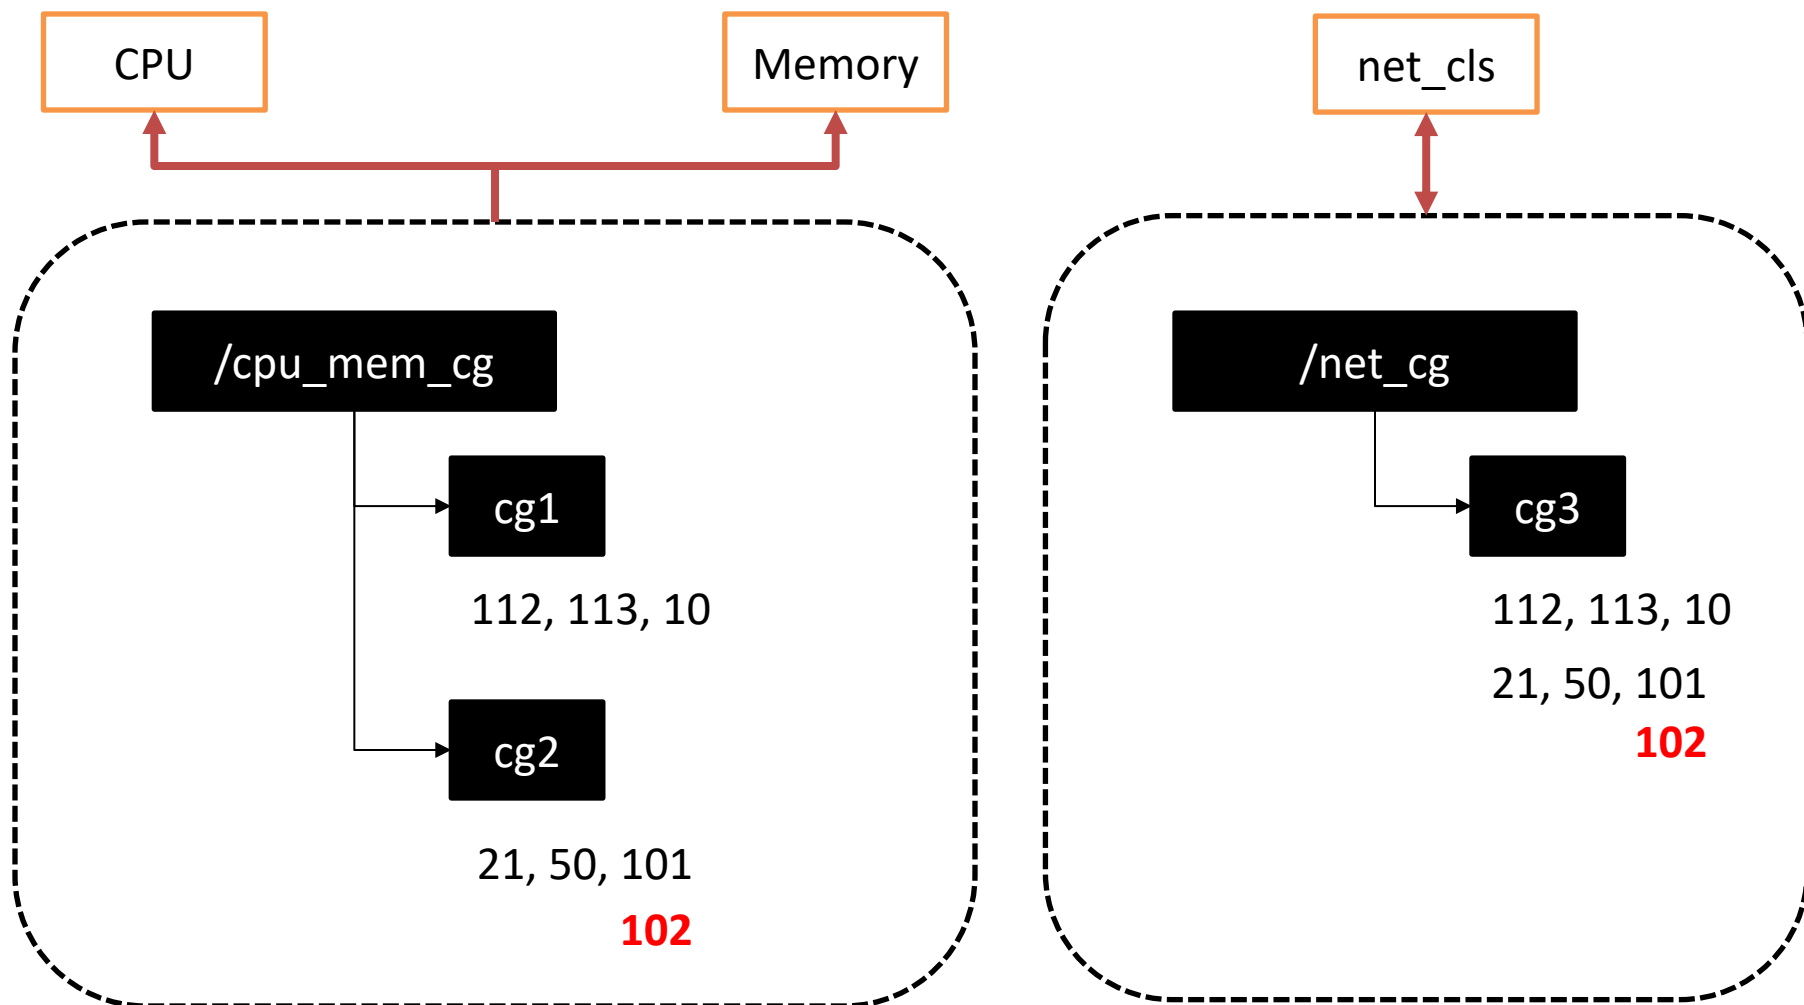 CPU
Memory
net_cls
/cpu_mem_cg
cg1
112, 113, 10
cg2
21, 50, 101
102
/net_cg
cg3
112, 113, 10
21, 50, 101
102